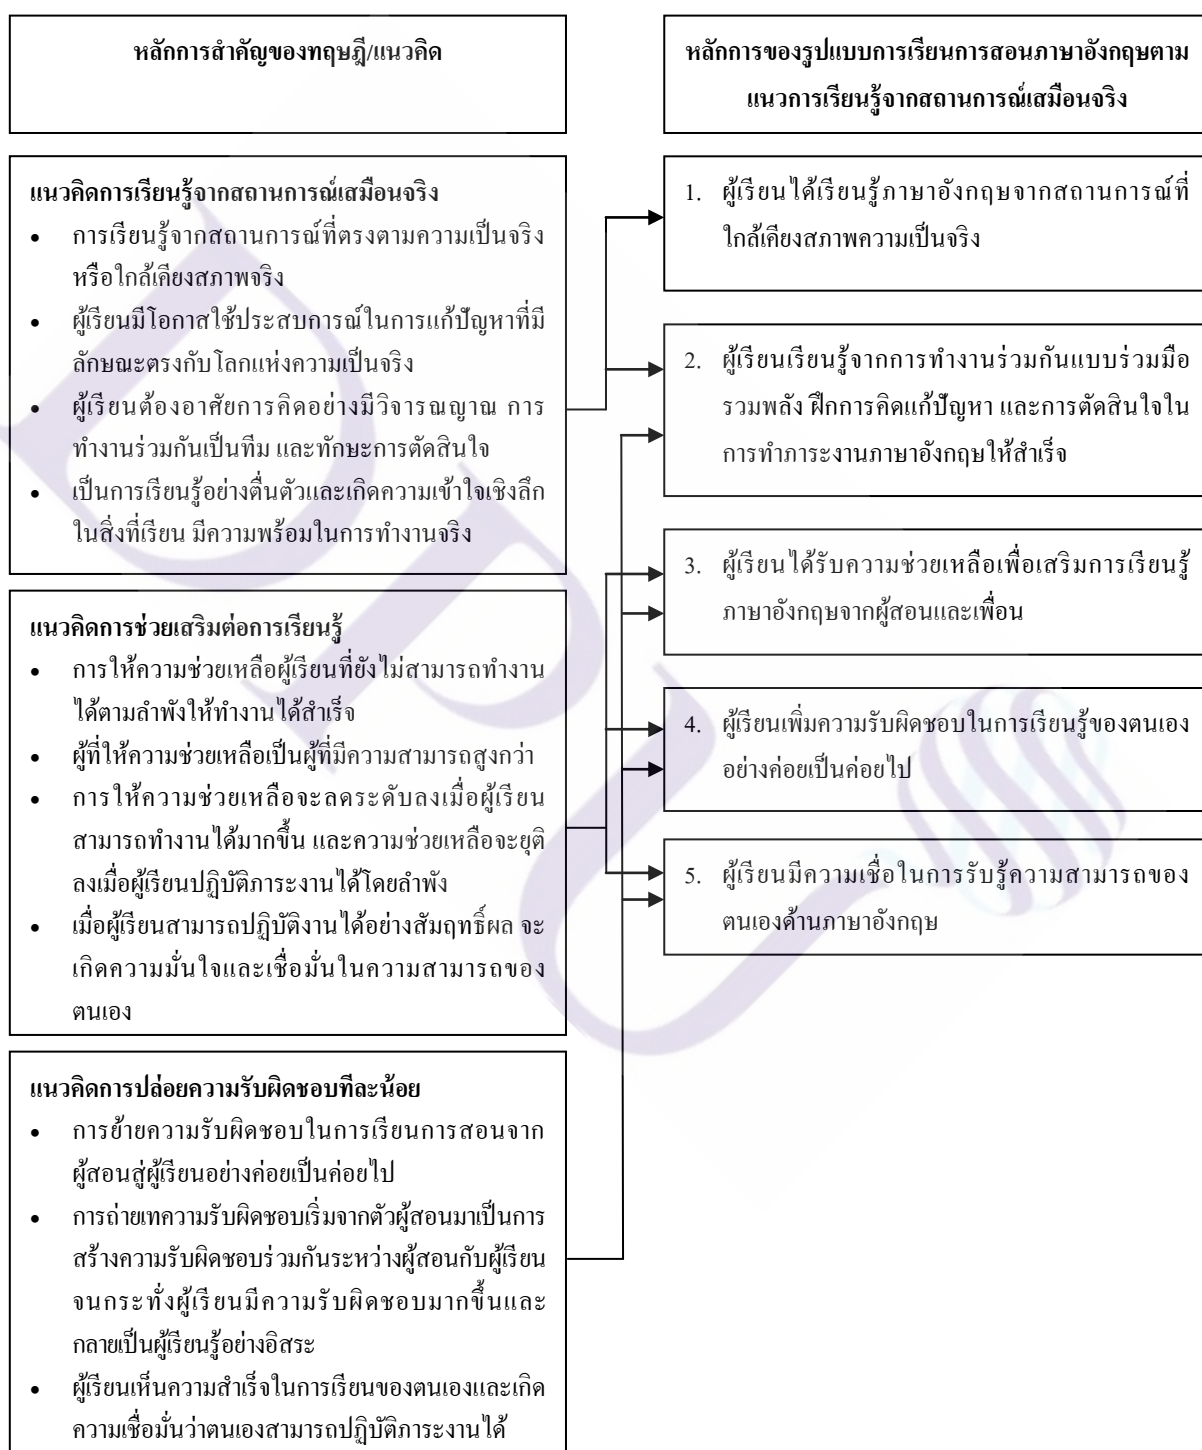 หลักการสำคัญของทฤษฎี/แนวคิด
แนวคิดการเรียนรู้จากสถานการณ์เสมือนจริง
• การเรียนรู้จากสถานการณ์ที่ตรงตามความเป็นจริง
หรือใกล้เคียงสภาพจริง
• ผู้เรียนมีโอกาสใช้ประสบการณ์ในการแก้ปัญหาที่มี
ลักษณะตรงกับโลกแห่งความเป็นจริง
• ผู้เรียนต้องอาศัยการคิดอย่างมีวิจารณญาณ การ
ทำงานร่วมกันเป็นทีม และทักษะการตัดสินใจ
• เป็นการเรียนรู้อย่างตื่นตัวและเกิดความเข้าใจเชิงลึก
ในสิ่งที่เรียน มีความพร้อมในการทำงานจริง
แนวคิดการช่วยเสริมต่อการเรียนรู้
• การให้ความช่วยเหลือผู้เรียนที่ยังไม่สามารถทำงาน
ได้ตามลำพังให้ทำงานได้สำเร็จ
• ผู้ที่ให้ความช่วยเหลือเป็นผู้ที่มีความสามารถสูงกว่า
• การให้ความช่วยเหลือจะลดระดับลงเมื่อผู้เรียน
สามารถทำงานได้มากขึ้น และความช่วยเหลือจะยุติ
ลงเมื่อผู้เรียนปฏิบัติภาระงานได้โดยลำพัง
• เมื่อผู้เรียนสามารถปฏิบัติงานได้อย่างสัมฤทธิ์ผล จะ
เกิดความมั่นใจและเชื่อมั่นในความสามารถของ
ตนเอง
แนวคิดการปล่อยความรับผิดชอบทีละน้อย
• การย้ายความรับผิดชอบในการเรียนการสอนจาก
ผู้สอนสู่ผู้เรียนอย่างค่อยเป็นค่อยไป
• การถ่ายเทความรับผิดชอบเริ่มจากตัวผู้สอนมาเป็นการ
สร้างความรับผิดชอบร่วมกันระหว่างผู้สอนกับผู้เรียน
จนกระทั่งผู้เรียนมีความรับผิดชอบมากขึ้นและ
กลายเป็นผู้เรียนรู้อย่างอิสระ
• ผู้เรียนเห็นความสำเร็จในการเรียนของตนเองและเกิด
ความเชื่อมั่นว่าตนเองสามารถปฏิบัติภาระงานได้
หลักการของรูปแบบการเรียนการสอนภาษาอังกฤษตาม
แนวการเรียนรู้จากสถานการณ์เสมือนจริง
1. ผู้เรียนได้เรียนรู้ภาษาอังกฤษจากสถานการณ์ที่
ใกล้เคียงสภาพความเป็นจริง
2. ผู้เรียนเรียนรู้จากการทำงานร่วมกันแบบร่วมมือ
รวมพลัง ฝึกการคิดแก้ปัญหา และการตัดสินใจใน
การทำภาระงานภาษาอังกฤษให้สำเร็จ
3. ผู้เรียนได้รับความช่วยเหลือเพื่อเสริมการเรียนรู้
ภาษาอังกฤษจากผู้สอนและเพื่อน
4. ผู้เรียนเพิ่มความรับผิดชอบในการเรียนรู้ของตนเอง
อย่างค่อยเป็นค่อยไป
5. ผู้เรียนมีความเชื่อในการรับรู้ความสามารถของ
ตนเองด้านภาษาอังกฤษ
DPU